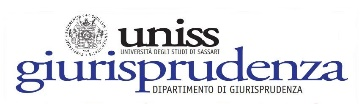 uniss
UNIVERSITÀ DEGLI STUDI DI SASSARI
giurisprudenza
DIPARTIMENTO DI GIURISPRUDENZA